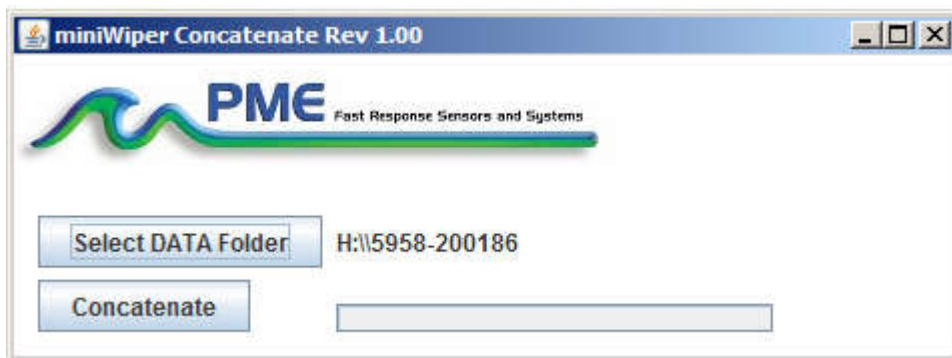 miniWiper Concatenate Rev 1.00
PME Fast Response Sensors and Systems
Select DATA Folder H:\\5958-200186
Concatenate